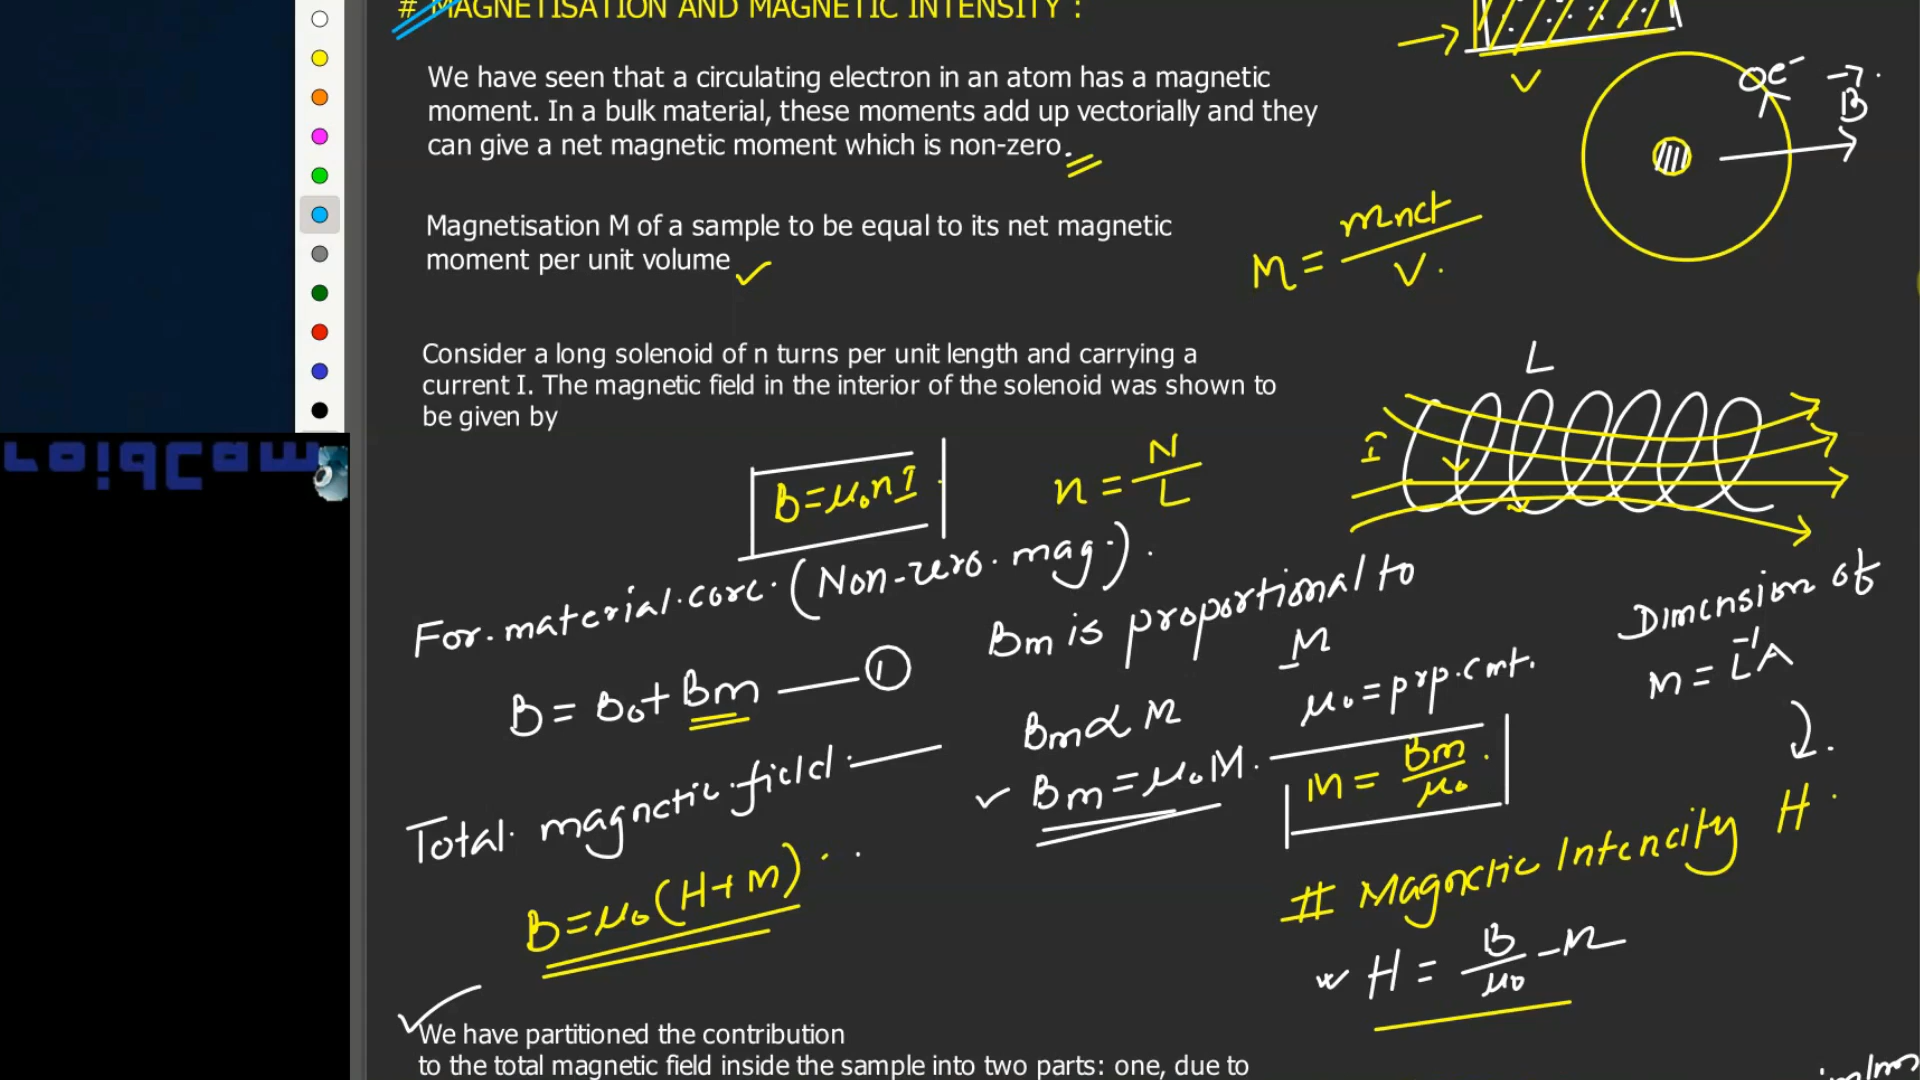 # MAGNETISATION AND MAGNETIC INTENSITY :
We have seen that a circulating electron in an atom has a magnetic
moment. In a bulk material, these moments add up vectorially and they
can give a net magnetic moment which is non-zero.
V
e⁻
B
Magnetisation M of a sample to be equal to its net magnetic
moment per unit volume
M = mnet / V.
Consider a long solenoid of n turns per unit length and carrying a
current I. The magnetic field in the interior of the solenoid was shown to
be given by
L
I
B = μ₀nI
n = N / L
For material core (Non-zero mag.).
B = B₀ + Bm —— ①
Total magnetic field ——
B = μ₀(H+M)
Bm is proportional to
M
Bm ∝ M
μ₀ = prp. cnt.
Bm = μ₀M.
M = Bm / μ₀
Dimension of
M = L⁻¹A
# Magnetic Intencity H
H = B / μ₀ - M
We have partitioned the contribution
to the total magnetic field inside the sample into two parts: one, due to